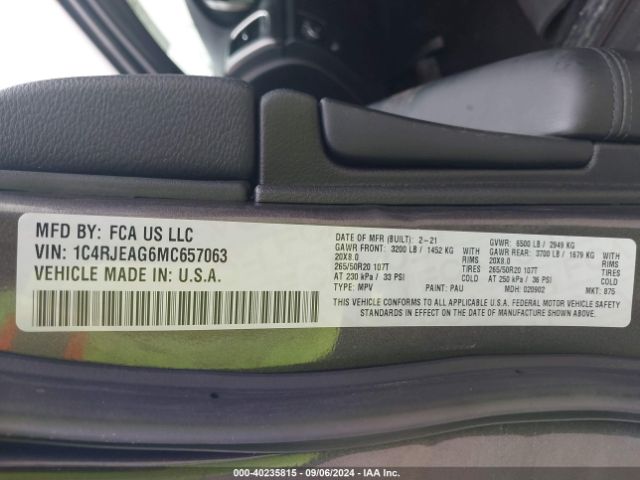 MFD BY: FCA US LLC
VIN: 1C4RJEAG6MC657063
VEHICLE MADE IN: U.S.A.
DATE OF MFR (BUILT): 2-21
GAWR FRONT: 3200 LB / 1452 KG WITH
20X8.0 RIMS
265/50R20 107T TIRES
AT 230 kPa / 33 PSI COLD
TYPE: MPV PAINT: PAU
GVWR: 6500 LB / 2949 KG
GAWR REAR: 3700 LB / 1679 KG WITH
20X8.0 RIMS
265/50R20 107T TIRES
AT 250 kPa / 36 PSI COLD
MDH: 020902 MKT: 875
THIS VEHICLE CONFORMS TO ALL APPLICABLE U.S.A. FEDERAL MOTOR VEHICLE SAFETY
STANDARDS IN EFFECT ON THE DATE OF MANUFACTURE SHOWN ABOVE.
000-40235815 - 09/06/2024 - IAA Inc.